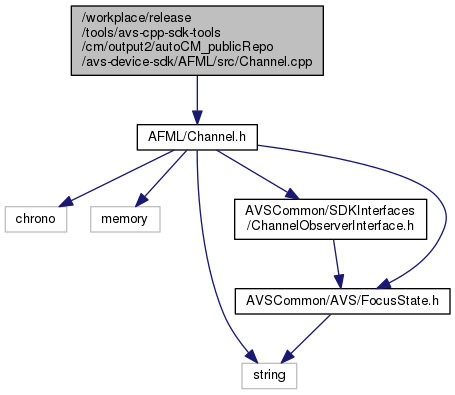 /workplace/release
/tools/avs-cpp-sdk-tools
/cm/output2/autoCM_publicRepo
/avs-device-sdk/AFML/src/Channel.cpp
AFML/Channel.h
chrono
memory
AVSCommon/SDKInterfaces
/ChannelObserverInterface.h
AVSCommon/AVS/FocusState.h
string